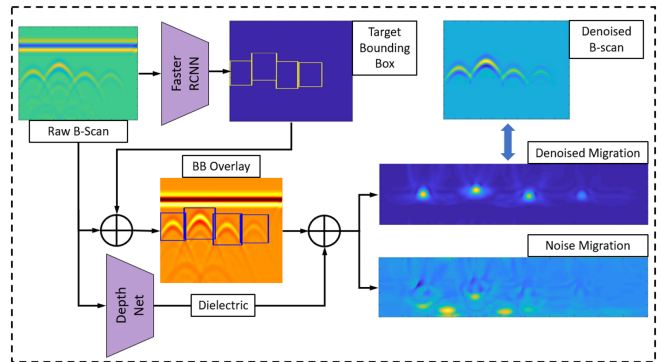 Raw B-Scan
Faster
RCNN
Target
Bounding
Box
Denoised
B-scan
BB Overlay
Denoised Migration
Noise Migration
Depth
Net
Dielectric